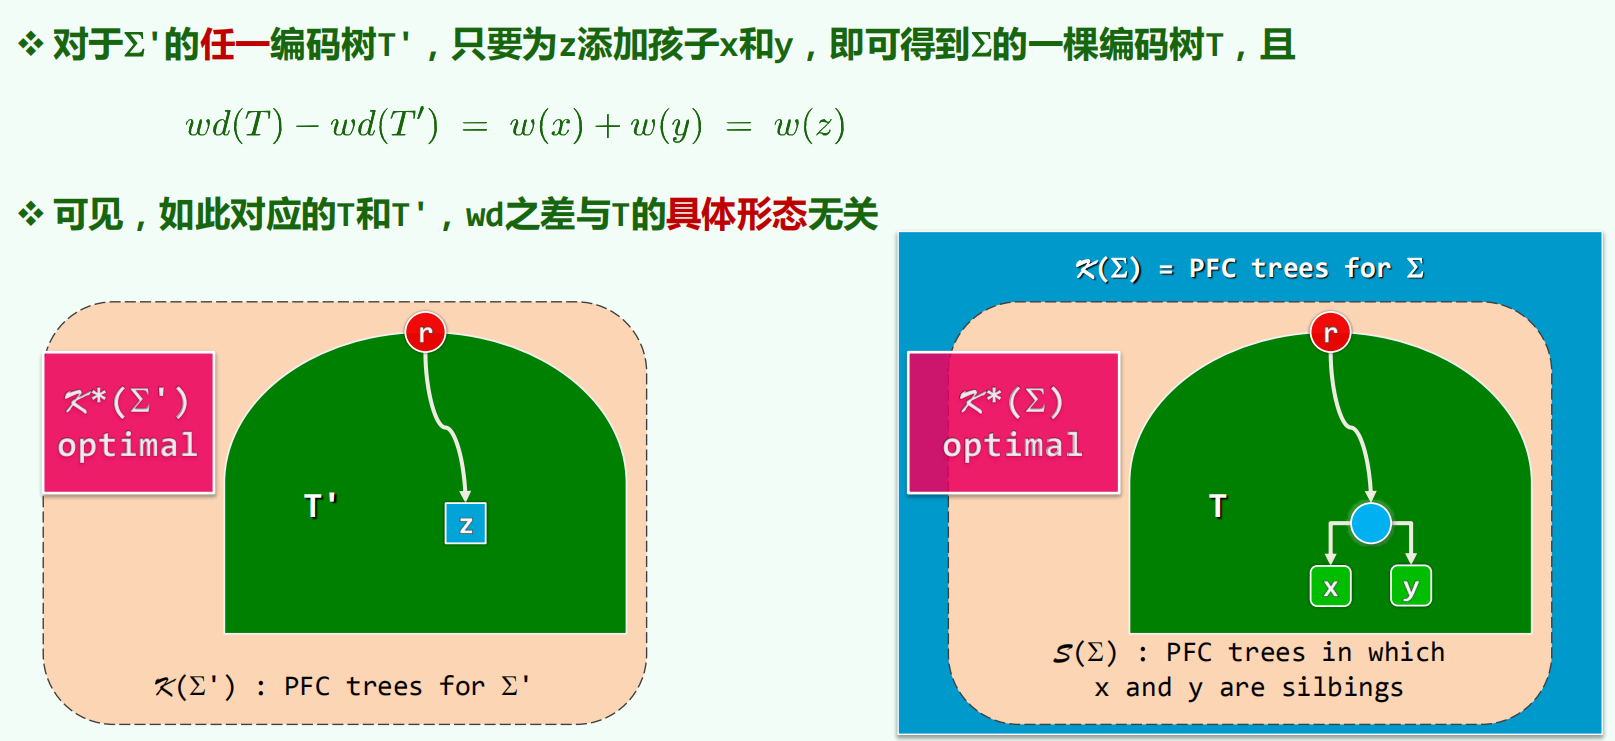 ❖ 对于Σ'的任一编码树T'，只要为z添加孩子x和y，即可得到Σ的一棵编码树T，且
wd(T) − wd(T′) = w(x) + w(y) = w(z)
❖ 可见，如此对应的T和T'，wd之差与T的具体形态无关
r
𝒦*(Σ')
optimal
T'
z
𝒦(Σ') : PFC trees for Σ'
𝒦(Σ) = PFC trees for Σ
r
𝒦*(Σ)
optimal
T
x
y
𝒮(Σ) : PFC trees in which
x and y are silbings